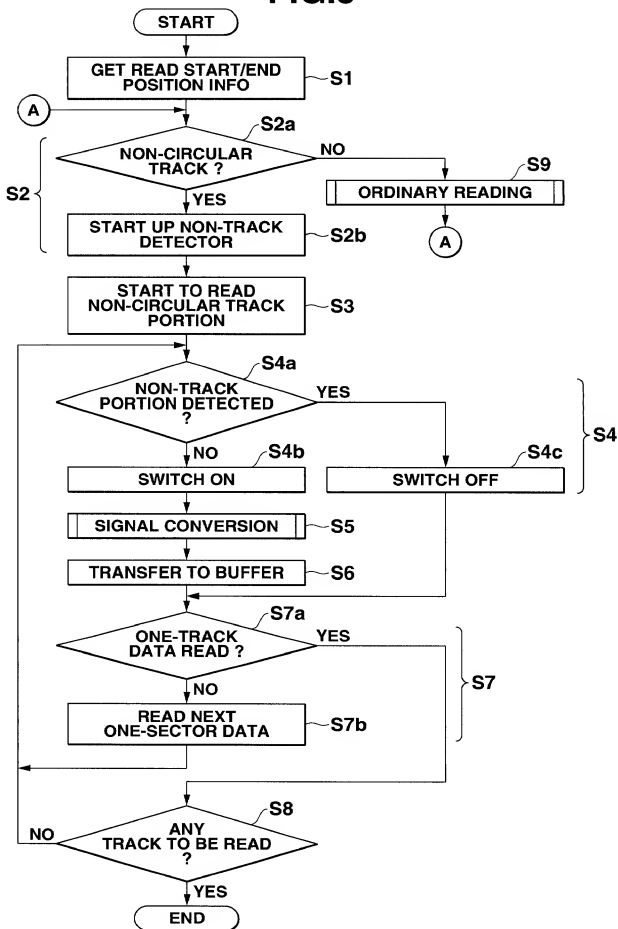 START
GET READ START/END
POSITION INFO
S1
A
S2a
NON-CIRCULAR
TRACK ?
NO
YES
S2
S9
ORDINARY READING
A
START UP NON-TRACK
DETECTOR
S2b
START TO READ
NON-CIRCULAR TRACK
PORTION
S3
S4a
NON-TRACK
PORTION DETECTED
?
YES
NO
S4
S4b
SWITCH ON
S4c
SWITCH OFF
SIGNAL CONVERSION
S5
TRANSFER TO BUFFER
S6
S7a
ONE-TRACK
DATA READ ?
YES
NO
S7
READ NEXT
ONE-SECTOR DATA
S7b
S8
ANY
TRACK TO BE READ
?
NO
YES
END